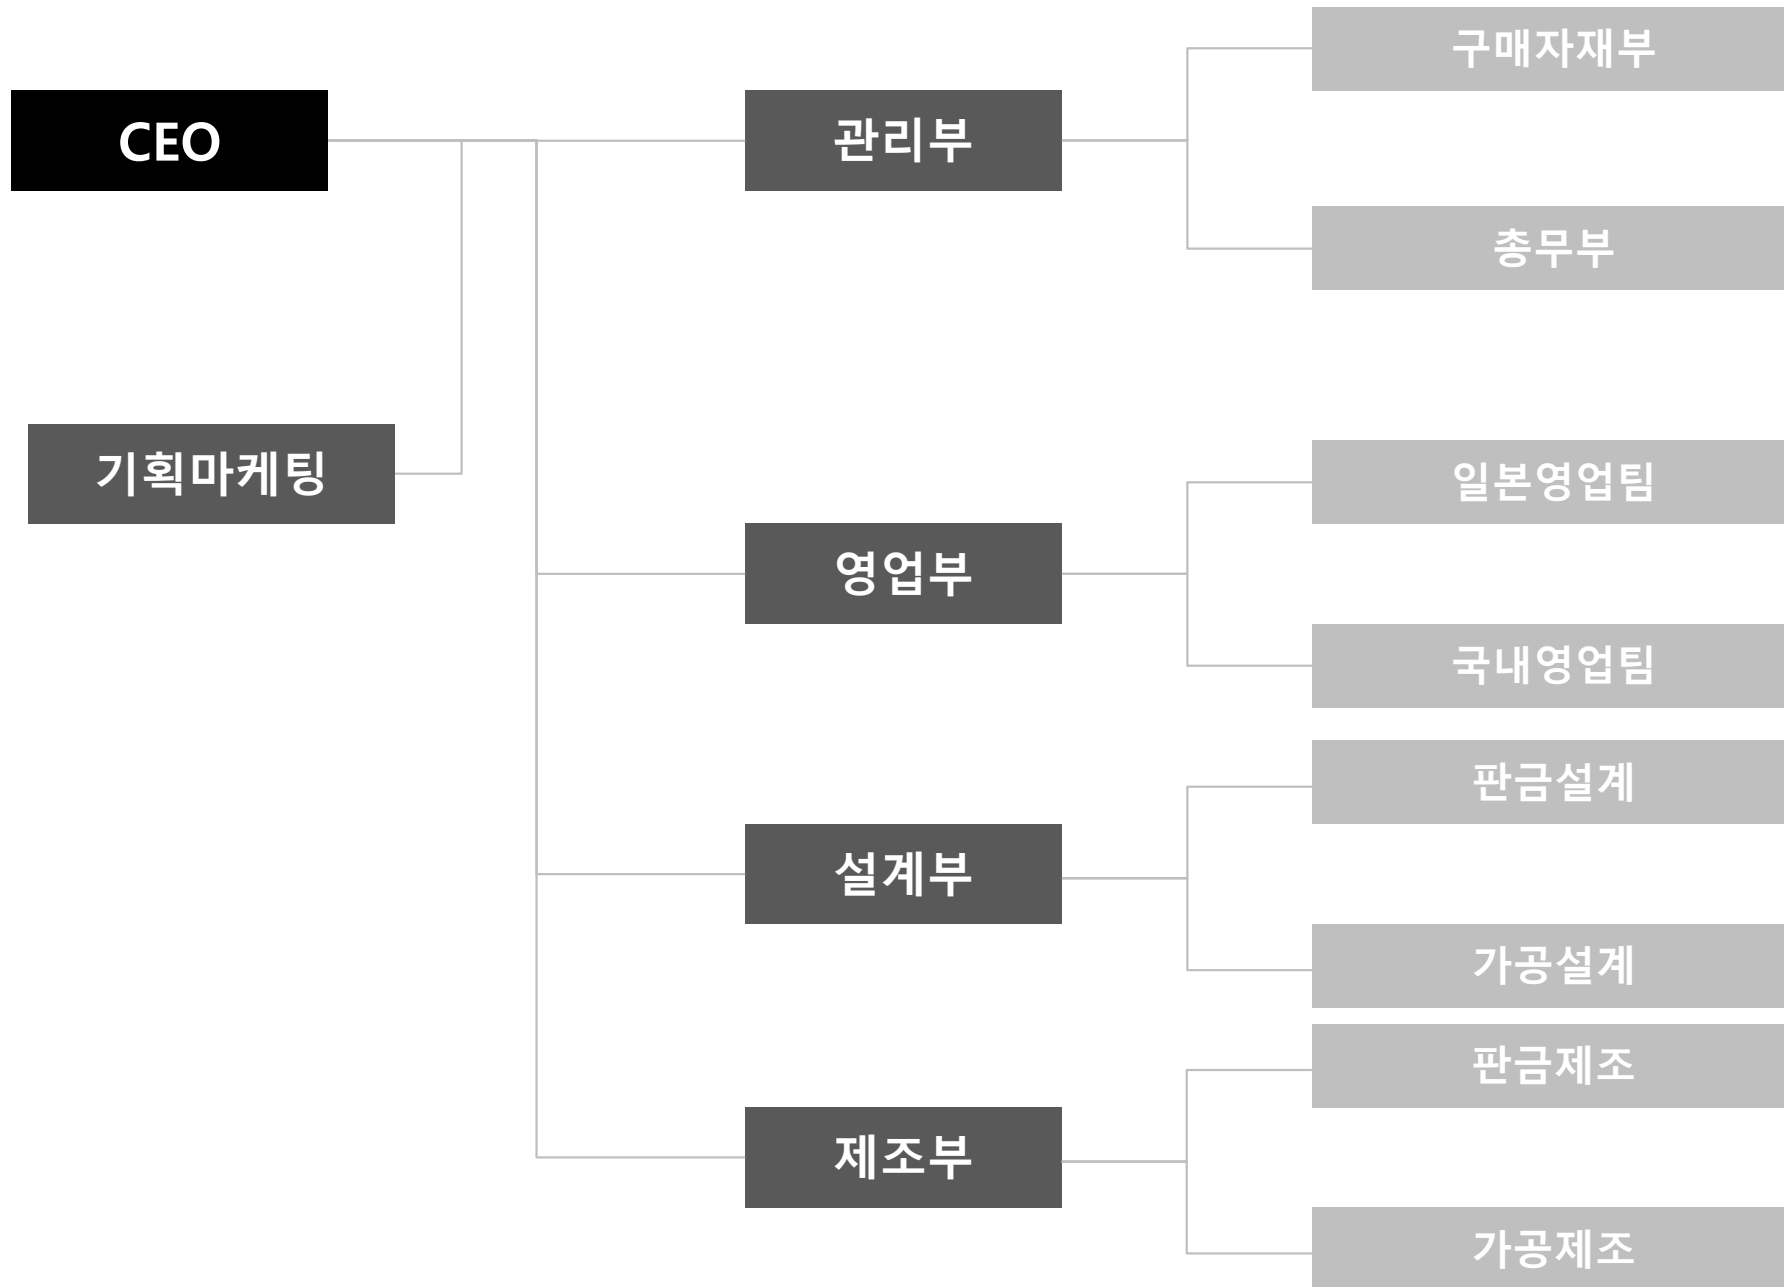 구매자재부
CEO
관리부
총무부
기획마케팅
일본영업팀
영업부
국내영업팀
판금설계
설계부
가공설계
판금제조
제조부
가공제조